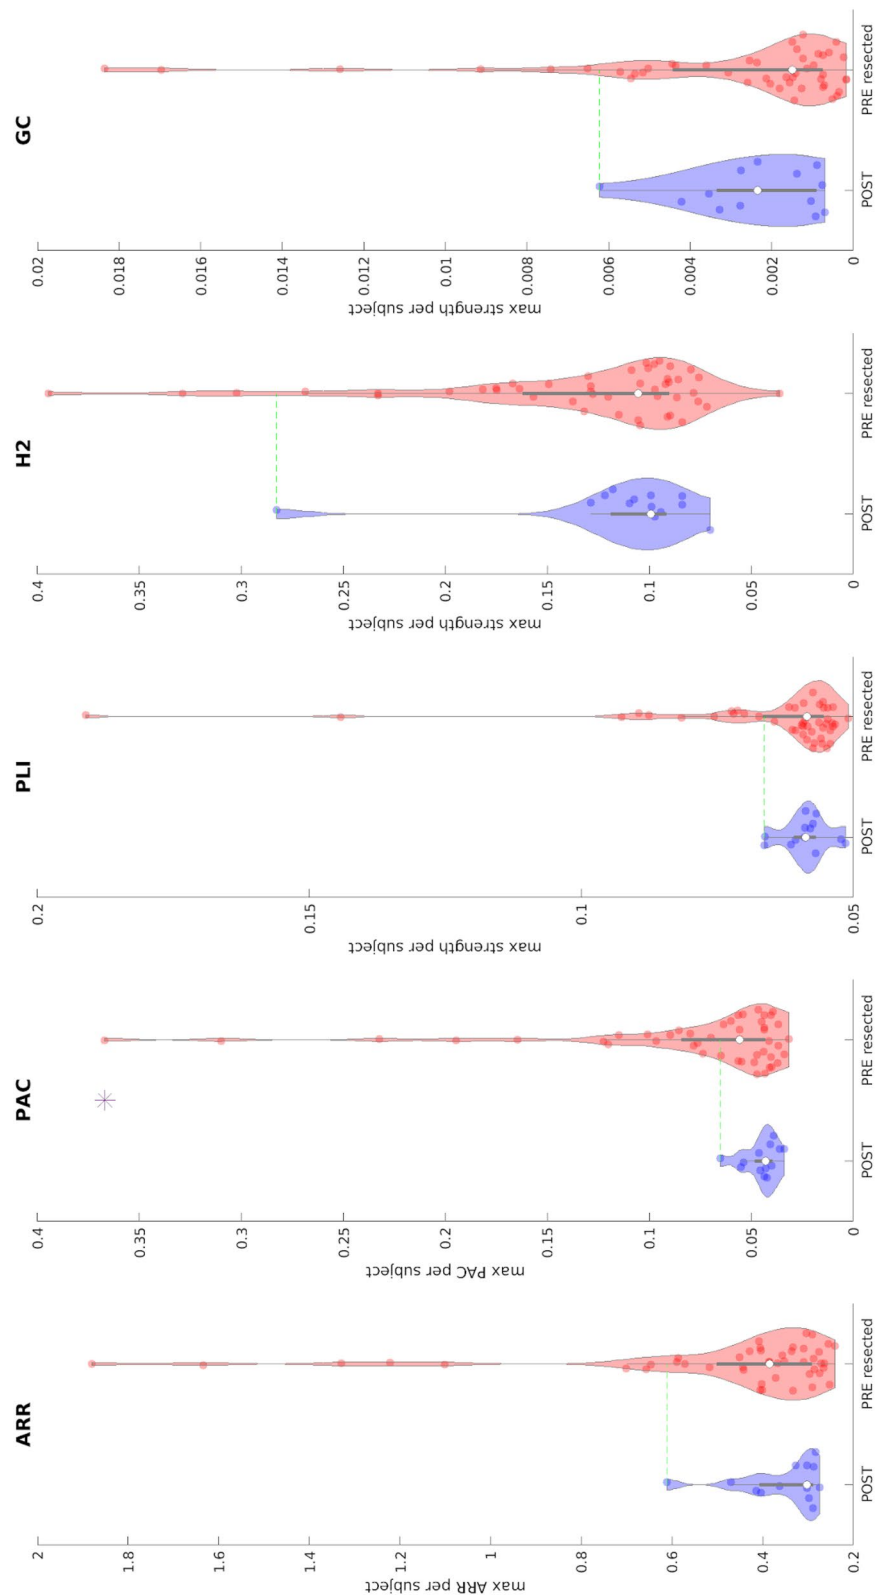 ARR
max ARR per subject
2
1.8
1.6
1.4
1.2
1
0.8
0.6
0.4
0.2
POST
PRE resected
PAC
max PAC per subject
0.4
0.35
0.3
0.25
0.2
0.15
0.1
0.05
0
POST
PRE resected
PLI
max strength per subject
0.2
0.15
0.1
0.05
POST
PRE resected
H2
max strength per subject
0.4
0.35
0.3
0.25
0.2
0.15
0.1
0.05
0
POST
PRE resected
GC
max strength per subject
0.02
0.018
0.016
0.014
0.012
0.01
0.008
0.006
0.004
0.002
0
POST
PRE resected